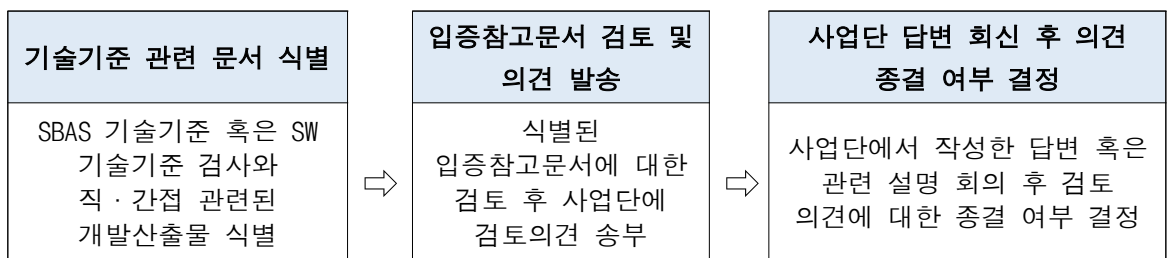 기술기준 관련 문서 식별
SBAS 기술기준 혹은 SW
기술기준 검사와
직·간접 관련된
개발산출물 식별
입증참고문서 검토 및
의견 발송
식별된
입증참고문서에 대한
검토 후 사업단에
검토의견 송부
사업단 답변 회신 후 의견
종결 여부 결정
사업단에서 작성한 답변 혹은
관련 설명 회의 후 검토
의견에 대한 종결 여부 결정